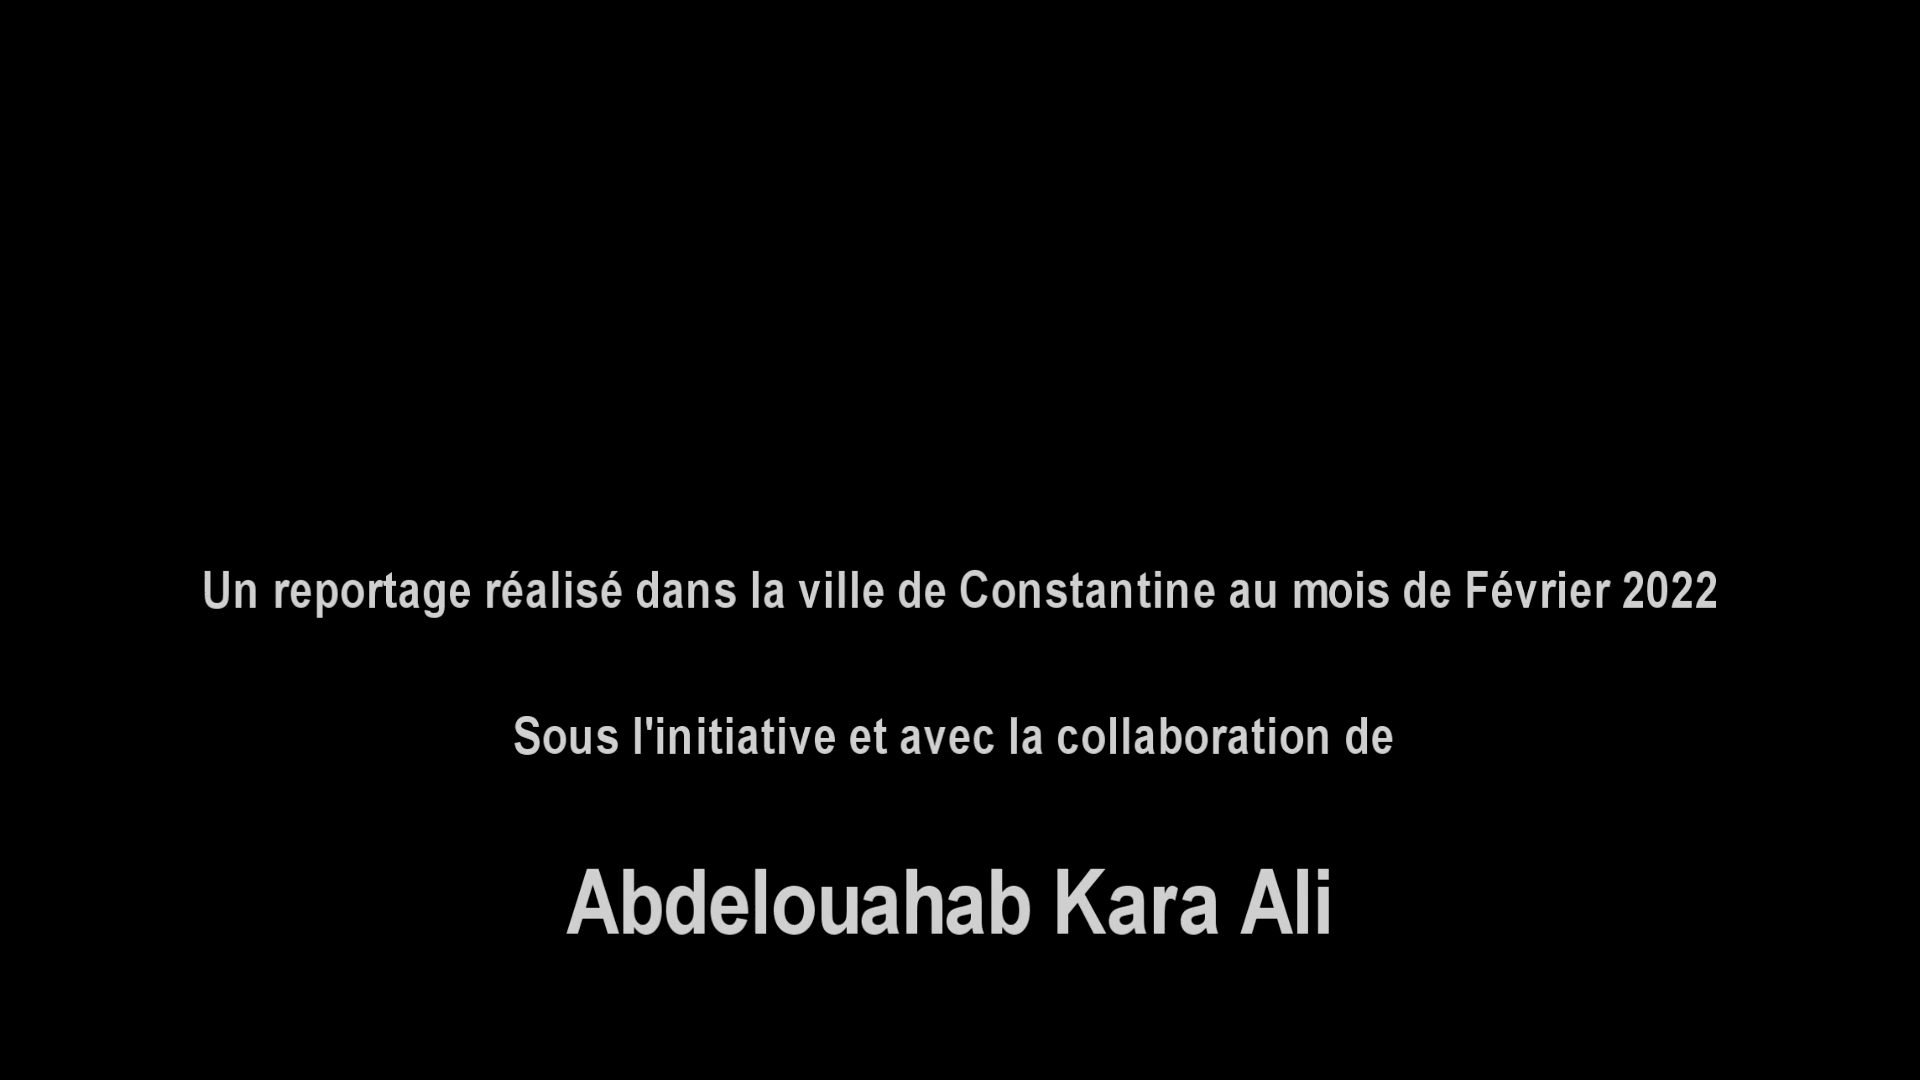 Un reportage réalisé dans la ville de Constantine au mois de Février 2022
Sous l'initiative et avec la collaboration de
Abdelouahab Kara Ali